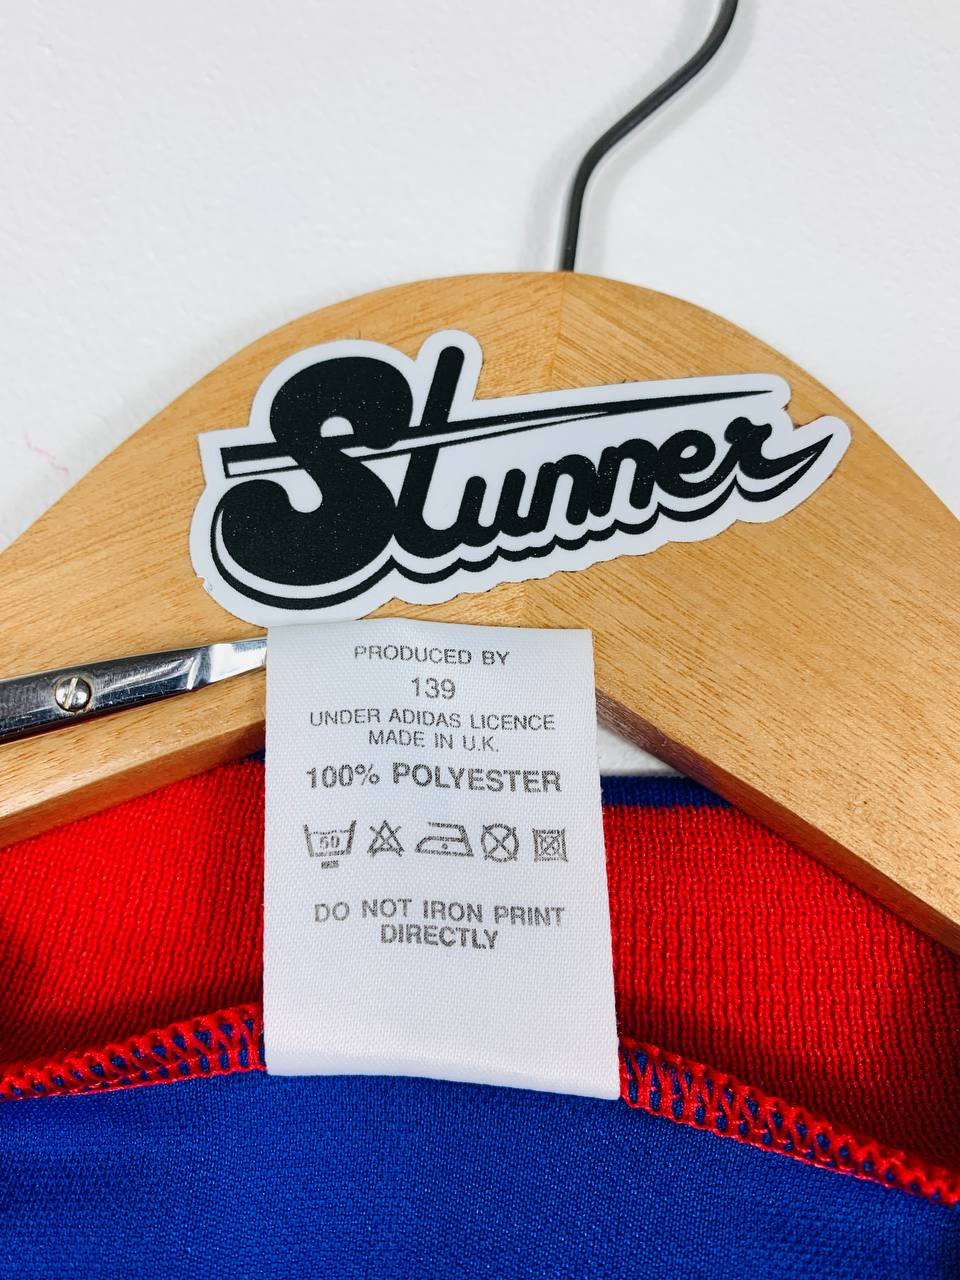 Stunner
PRODUCED BY
139
UNDER ADIDAS LICENCE
MADE IN U.K.
100% POLYESTER
50
DO NOT IRON PRINT
DIRECTLY